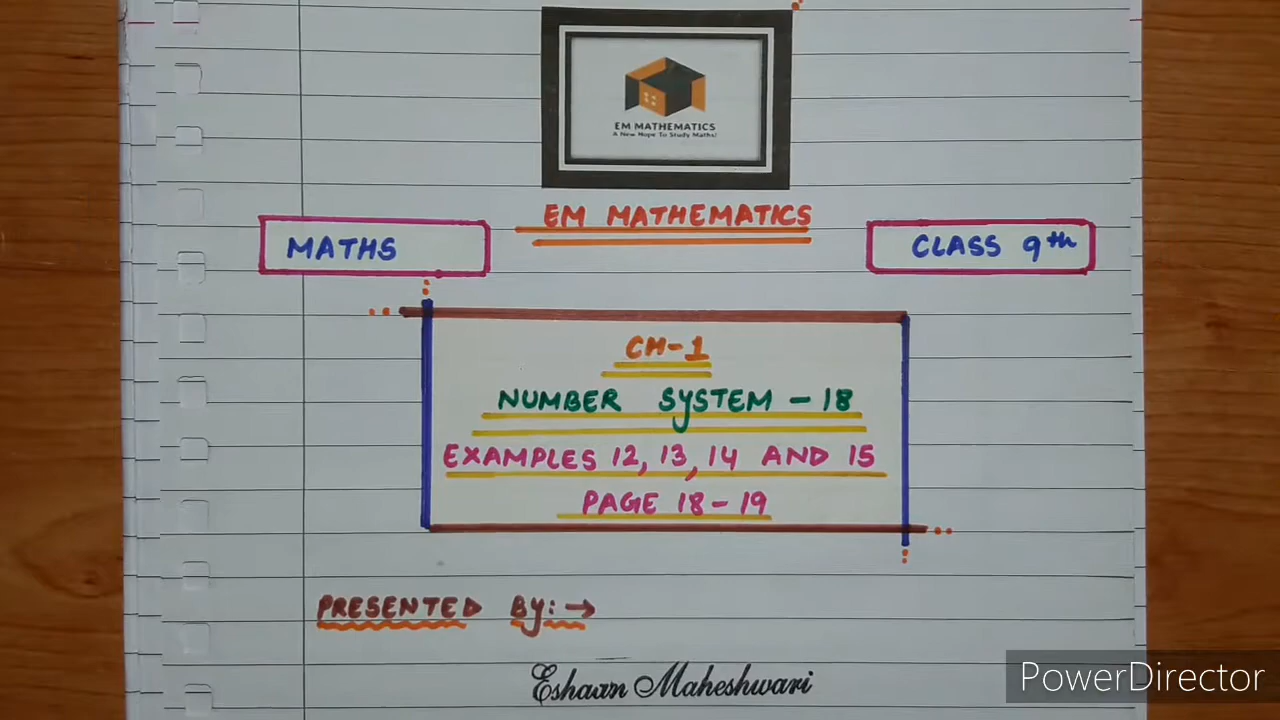 EM MATHEMATICS
A New Hope To Study Maths!
EM MATHEMATICS
MATHS
CLASS 9th
CH-1
NUMBER SYSTEM - 18
EXAMPLES 12, 13, 14 AND 15
PAGE 18 - 19
PRESENTED BY: →
Eshaan Maheshwari
PowerDirector